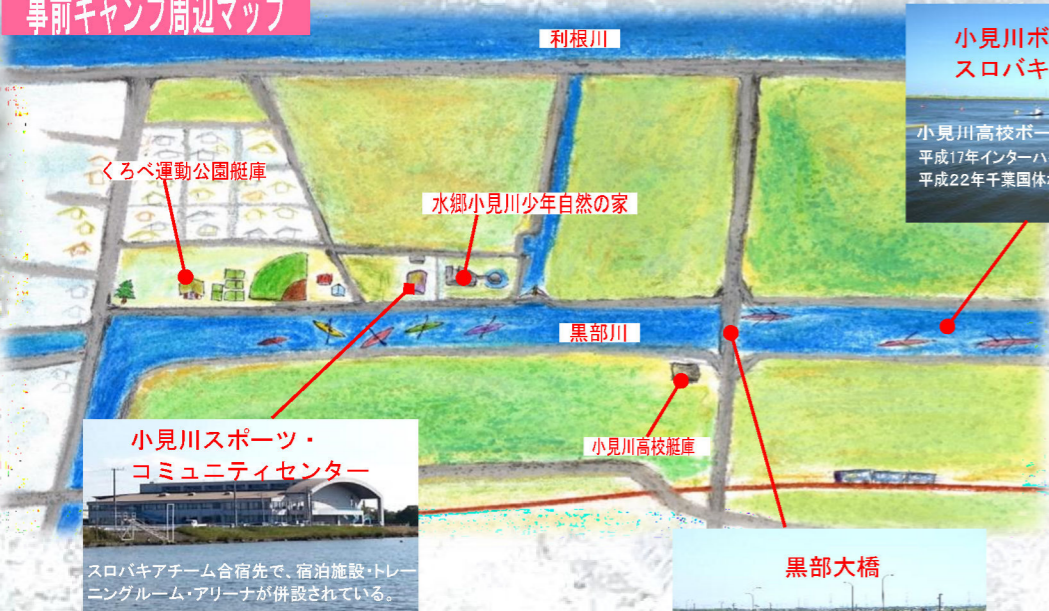 事前キャンプ周辺マップ
利根川
小見川ボ
スロバキ
小見川高校ボー
平成17年インターハ
平成22年千葉国体
くろべ運動公園艇庫
水郷小見川少年自然の家
黒部川
小見川高校艇庫
小見川スポーツ・
コミュニティセンター
スロバキアチーム合宿先で、宿泊施設・トレー
ニングルーム・アリーナが併設されている。
黒部大橋